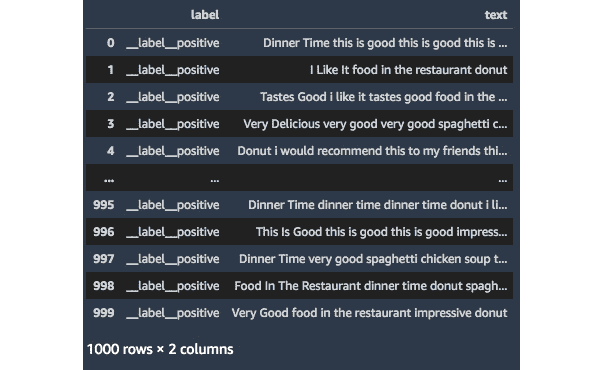 label text
0 __label__positive Dinner Time this is good this is good this is ...
1 __label__positive I Like It food in the restaurant donut
2 __label__positive Tastes Good i like it tastes good food in the ...
3 __label__positive Very Delicious very good very good spaghetti c...
4 __label__positive Donut i would recommend this to my friends thi...
... ... ...
995 __label__positive Dinner Time dinner time dinner time donut i li...
996 __label__positive This Is Good this is good this is good impress...
997 __label__positive Dinner Time very good spaghetti chicken soup t...
998 __label__positive Food In The Restaurant dinner time donut spagh...
999 __label__positive Very Good food in the restaurant impressive donut
1000 rows × 2 columns